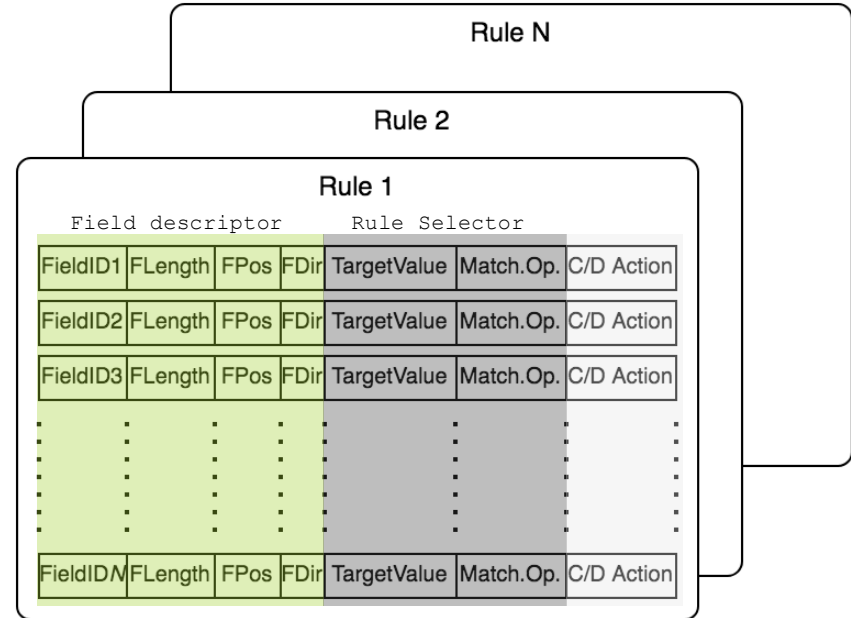 Rule N
Rule 2
Rule 1
Field descriptor Rule Selector
FieldID1 FLength FPos FDir TargetValue Match.Op. C/D Action
FieldID2 FLength FPos FDir TargetValue Match.Op. C/D Action
FieldID3 FLength FPos FDir TargetValue Match.Op. C/D Action
FieldIDN FLength FPos FDir TargetValue Match.Op. C/D Action